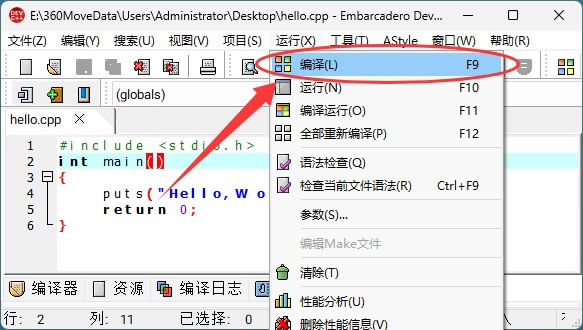 DEV C++ E:\360MoveData\Users\Administrator\Desktop\hello.cpp - Embarcadero Dev...
文件(Z) 编辑(Y) 搜索(U) 视图(V) 项目(S) 运行(X) 工具(T) AStyle 窗口(W) 帮助(R)
编译(L) F9
运行(N) F10
编译运行(O) F11
全部重新编译(P) F12
语法检查(Q)
检查当前文件语法(R) Ctrl+F9
参数(S)...
编辑Make文件
清除(T)
性能分析(U)
删除性能信息(V)
(globals)
hello.cpp
1 #include <stdio.h>
2 int main()
3 {
4 puts("Hello, Wo
5 return 0;
6 }
编译器 资源 编译日志
行: 2 列: 11 已选择: 0